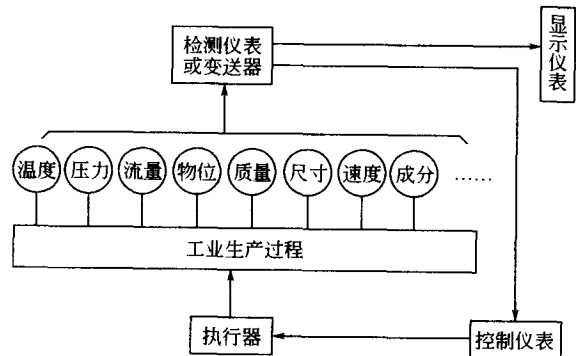 检测仪表
或变送器
显示仪表
温度 压力 流量 物位 质量 尺寸 速度 成分 ……
工业生产过程
执行器
控制仪表